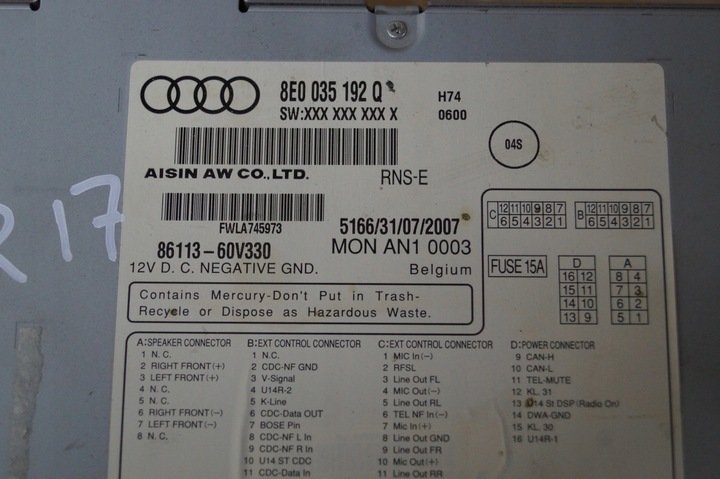 8E0 035 192 Q
H74
SW:XXX XXX XXX X
0600
04S
AISIN AW CO.,LTD.
RNS-E
FWLA745973
5166/31/07/2007
86113-60V330
MON AN1 0003
12V D. C. NEGATIVE GND.
Belgium
C 12 11 10 9 8 7
6 5 4 3 2 1
B 12 11 10 9 8 7
6 5 4 3 2 1
FUSE 15A
D
16 12
15 11
14 10
13 9
A
8 4
7 3
6 2
5 1
Contains Mercury-Don't Put in Trash-
Recycle or Dispose as Hazardous Waste.
A:SPEAKER CONNECTOR
1 N. C.
2 RIGHT FRONT(+)
3 LEFT FRONT(+)
4 N. C.
5 N. C.
6 RIGHT FRONT(-)
7 LEFT FRONT(-)
8 N. C.
B:EXT CONTROL CONNECTOR
1 N.C.
2 CDC-NF GND
3 V-Signal
4 U14R-2
5 K-Line
6 CDC-Data OUT
7 BOSE Pin
8 CDC-NF L In
9 CDC-NF R In
10 U14 ST CDC
11 CDC-Data In
C:EXT CONTROL CONNECTOR
1 MIC In(-)
2 RFSL
3 Line Out FL
4 MIC Out(-)
5 Line Out RL
6 TEL NF In(-)
7 Mic In(+)
8 Line Out GND
9 Line Out FR
10 Mic Out(+)
11 Line Out RR
D:POWER CONNECTOR
9 CAN-H
10 CAN-L
11 TEL-MUTE
12 KL. 31
13 U14 St DSP (Radio On)
14 DWA-GND
15 KL. 30
16 U14R-1
R 17